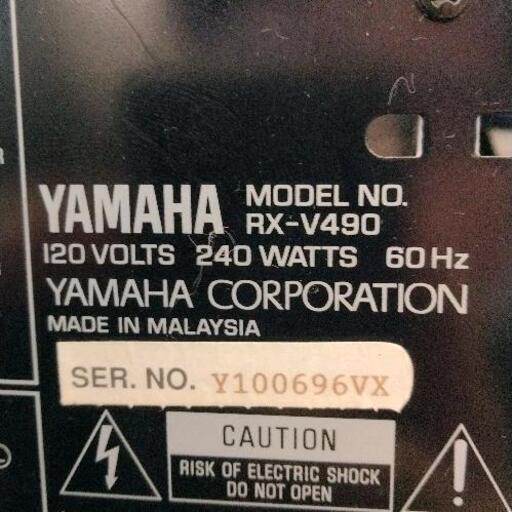 YAMAHA MODEL NO.
RX-V490
120 VOLTS 240 WATTS 60 Hz
YAMAHA CORPORATION
MADE IN MALAYSIA
SER. NO. Y100696VX
CAUTION
RISK OF ELECTRIC SHOCK
DO NOT OPEN